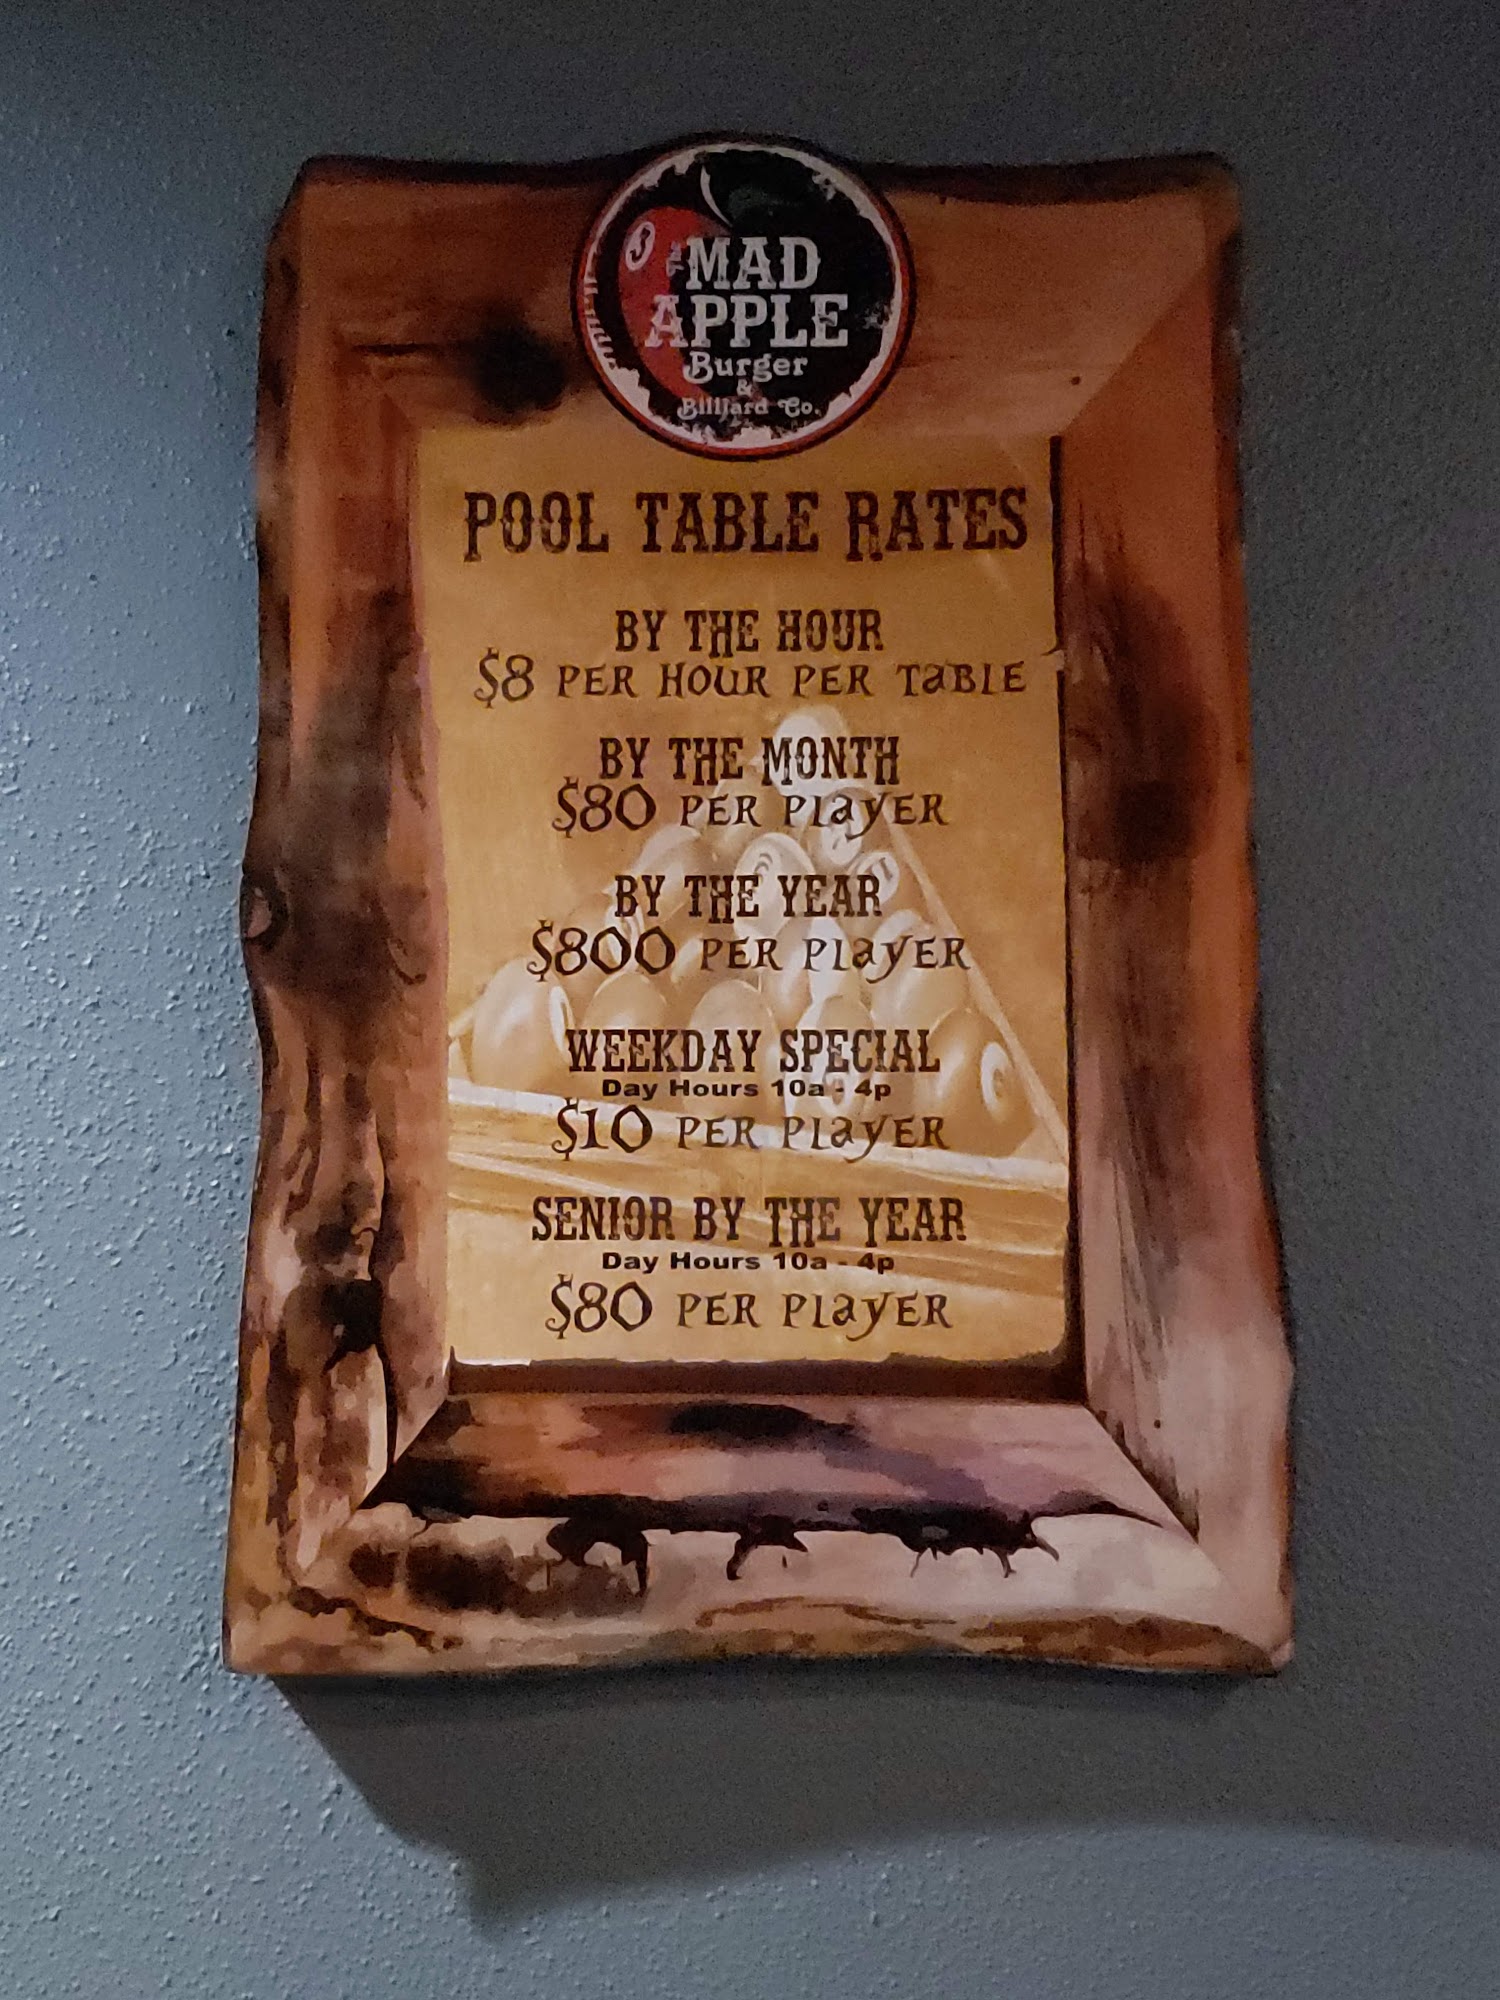 The MAD
APPLE
Burger
&
Billiard Co.
POOL TABLE RATES
BY THE HOUR
$8 PER HOUR PER TABLE
BY THE MONTH
$80 PER PLAYER
BY THE YEAR
$800 PER PLAYER
WEEKDAY SPECIAL
Day Hours 10a - 4p
$10 PER PLAYER
SENIOR BY THE YEAR
Day Hours 10a - 4p
$80 PER PLAYER